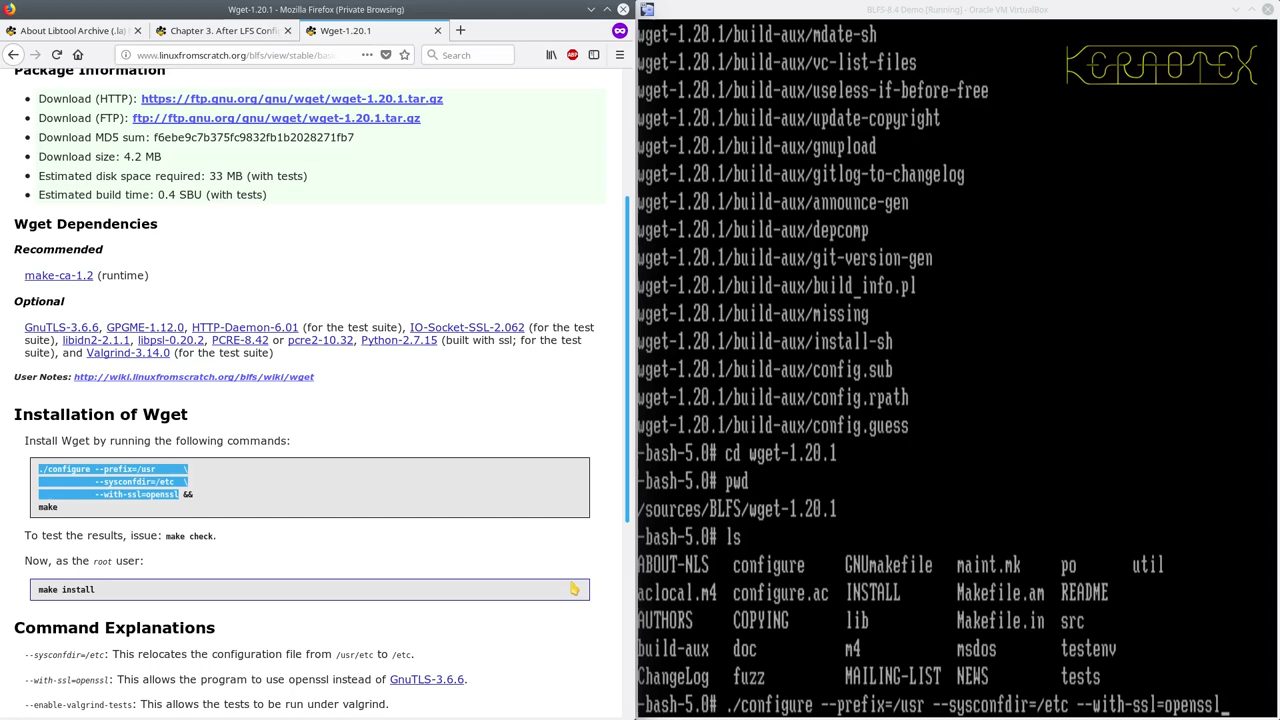 Wget-1.20.1 - Mozilla Firefox (Private Browsing)
About Libtool Archive (.la)
Chapter 3. After LFS Confi
Wget-1.20.1
www.linuxfromscratch.org/blfs/view/stable/bas
Search
Package Information
Download (HTTP): https://ftp.gnu.org/gnu/wget/wget-1.20.1.tar.gz
Download (FTP): ftp://ftp.gnu.org/gnu/wget/wget-1.20.1.tar.gz
Download MD5 sum: f6ebe9c7b375fc9832fb1b2028271fb7
Download size: 4.2 MB
Estimated disk space required: 33 MB (with tests)
Estimated build time: 0.4 SBU (with tests)
Wget Dependencies
Recommended
make-ca-1.2 (runtime)
Optional
GnuTLS-3.6.6, GPGME-1.12.0, HTTP-Daemon-6.01 (for the test suite), IO-Socket-SSL-2.062 (for the test
suite), libidn2-2.1.1, libpsl-0.20.2, PCRE-8.42 or pcre2-10.32, Python-2.7.15 (built with ssl; for the test
suite), and Valgrind-3.14.0 (for the test suite)
User Notes: http://wiki.linuxfromscratch.org/blfs/wiki/wget
Installation of Wget
Install Wget by running the following commands:
./configure --prefix=/usr \
--sysconfdir=/etc \
--with-ssl=openssl &&
make
To test the results, issue: make check.
Now, as the root user:
make install
Command Explanations
--sysconfdir=/etc: This relocates the configuration file from /usr/etc to /etc.
--with-ssl=openssl: This allows the program to use openssl instead of GnuTLS-3.6.6.
--enable-valgrind-tests: This allows the tests to be run under valgrind.
BLFS-8.4 Demo [Running] - Oracle VM VirtualBox
KERAOTEX
wget-1.20.1/build-aux/mdate-sh
wget-1.20.1/build-aux/vc-list-files
wget-1.20.1/build-aux/useless-if-before-free
wget-1.20.1/build-aux/update-copyright
wget-1.20.1/build-aux/gnupload
wget-1.20.1/build-aux/gitlog-to-changelog
wget-1.20.1/build-aux/announce-gen
wget-1.20.1/build-aux/depcomp
wget-1.20.1/build-aux/git-version-gen
wget-1.20.1/build-aux/build_info.pl
wget-1.20.1/build-aux/missing
wget-1.20.1/build-aux/install-sh
wget-1.20.1/build-aux/config.sub
wget-1.20.1/build-aux/config.rpath
wget-1.20.1/build-aux/config.guess
-bash-5.0# cd wget-1.20.1
-bash-5.0# pwd
/sources/BLFS/wget-1.20.1
-bash-5.0# ls
ABOUT-NLS configure GNUmakefile maint.mk po util
aclocal.m4 configure.ac INSTALL Makefile.am README
AUTHORS COPYING lib Makefile.in src
build-aux doc m4 msdos testenv
ChangeLog fuzz MAILING-LIST NEWS tests
-bash-5.0# ./configure --prefix=/usr --sysconfdir=/etc --with-ssl=openssl_